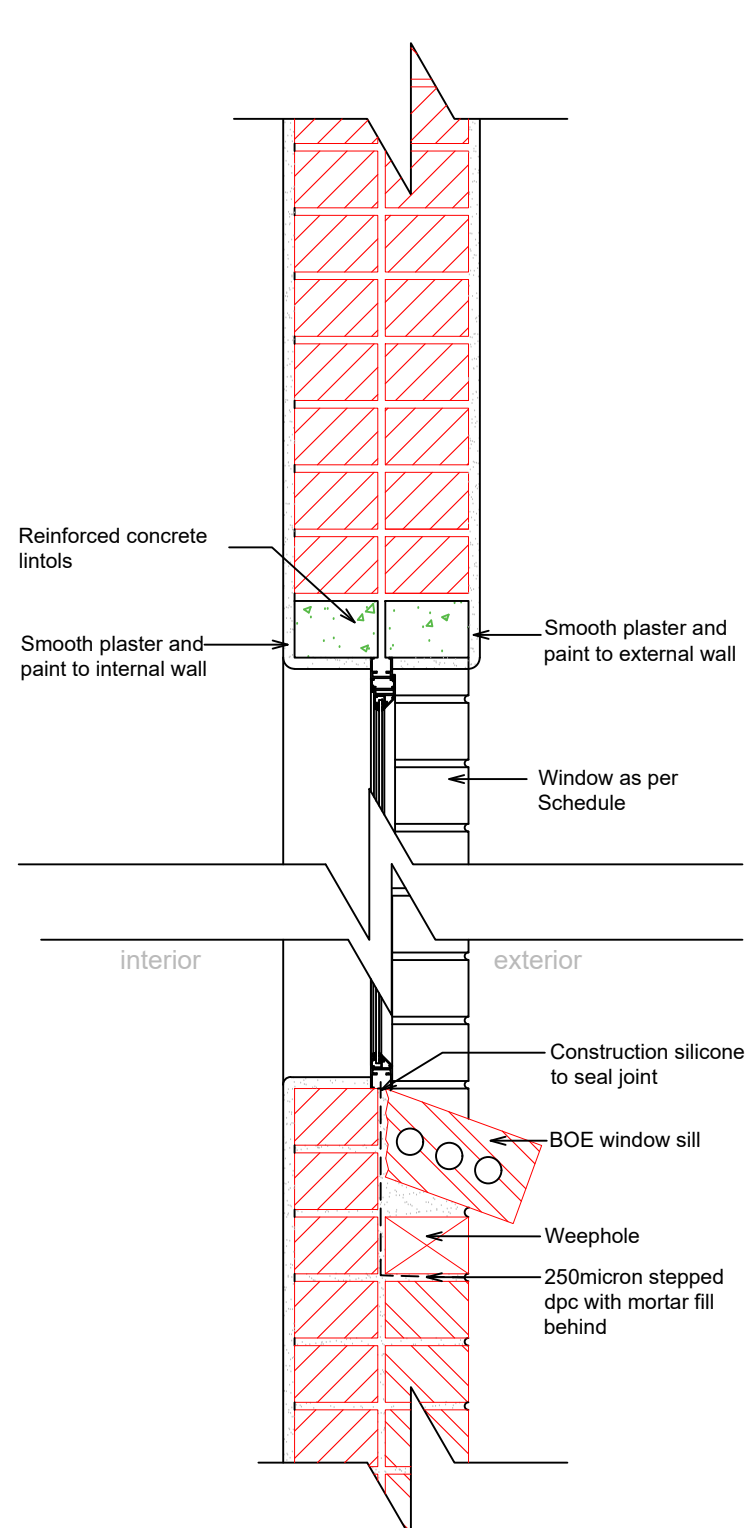 Reinforced concrete
lintols
Smooth plaster and
paint to internal wall
Smooth plaster and
paint to external wall
Window as per
Schedule
interior
exterior
Construction silicone
to seal joint
BOE window sill
Weephole
250micron stepped
dpc with mortar fill
behind